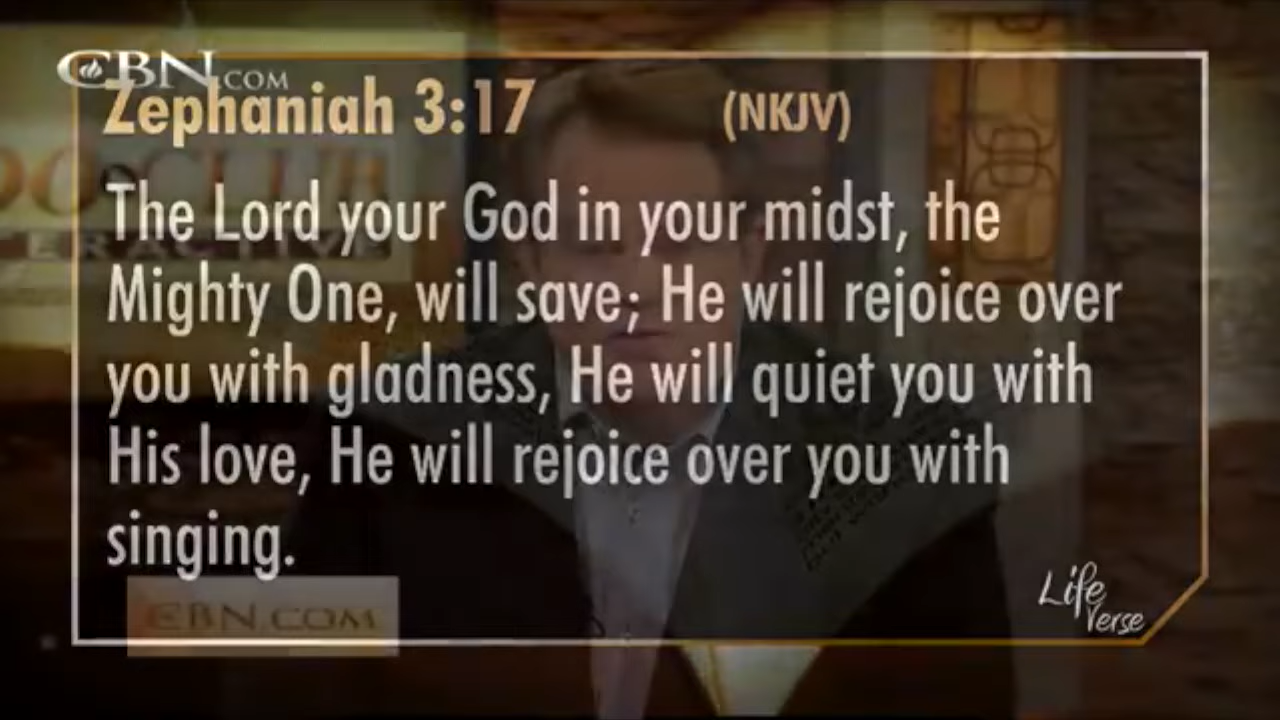 CBN.COM
Zephaniah 3:17 (NKJV)
The Lord your God in your midst, the
Mighty One, will save; He will rejoice over
you with gladness, He will quiet you with
His love, He will rejoice over you with
singing.
CBN.COM
Life
Verse